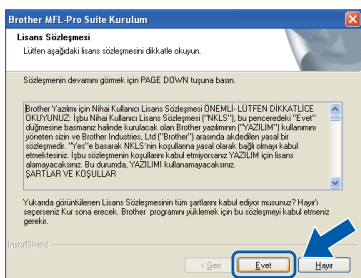 Brother MFL-Pro Suite Kurulum
Lisans Sözleşmesi
Lütfen aşağıdaki lisans sözleşmesini dikkatle okuyun.
Sözleşmenin devamını görmek için PAGE DOWN tuşuna basın.
Brother Yazılımı için Nihai Kullanıcı Lisans Sözleşmesi ÖNEMLİ- LÜTFEN DİKKATLİCE
OKUYUNUZ: İşbu Nihai Kullanıcı Lisans Sözleşmesi ("NKLS"), bu penceredeki "Evet"
düğmesine basmanız halinde kurulacak olan Brother yazılımının ("YAZILIM") kullanımını
yöneten sizin ve Brother Industries, Ltd ("Brother") arasında akdedilen yasal bir
sözleşmedir. "Yes"e basarak NKLS'nin koşullarına yasal olarak bağlı olmayı kabul
etmektesiniz. İşbu sözleşmenin koşullarını kabul etmiyorsanız YAZILIM için lisans
alamayacaksınız. Bu durumda, YAZILIMI kullanamayacaksınız.
ŞARTLAR VE KOŞULLAR
Yukarıda görüntülenen Lisans Sözleşmesinin tüm şartlarını kabul ediyor musunuz? Hayır'ı
seçerseniz Kur sona erecek. Brother programını yüklemek için bu sözleşmeyi kabul etmeniz
gerekir.
InstallShield
< Geri
Evet
Hayır